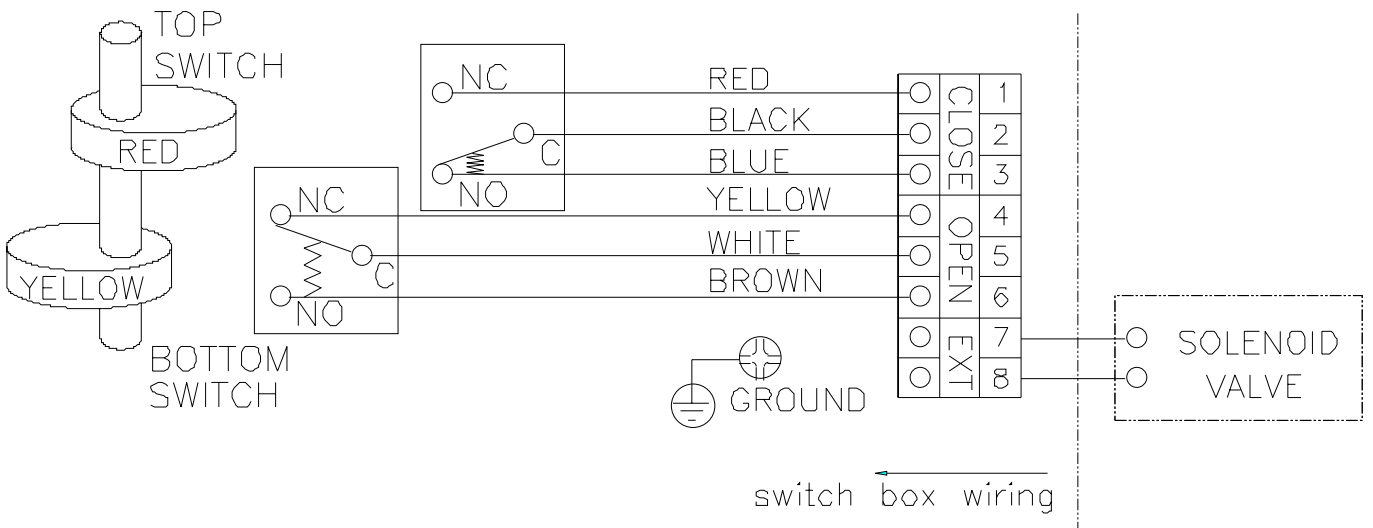 TOP
SWITCH
RED
YELLOW
BOTTOM
SWITCH
NC
C
NO
NC
C
NO
RED
BLACK
BLUE
YELLOW
WHITE
BROWN
GROUND
CLOSE
OPEN
EXT
1
2
3
4
5
6
7
8
SOLENOID
VALVE
switch box wiring